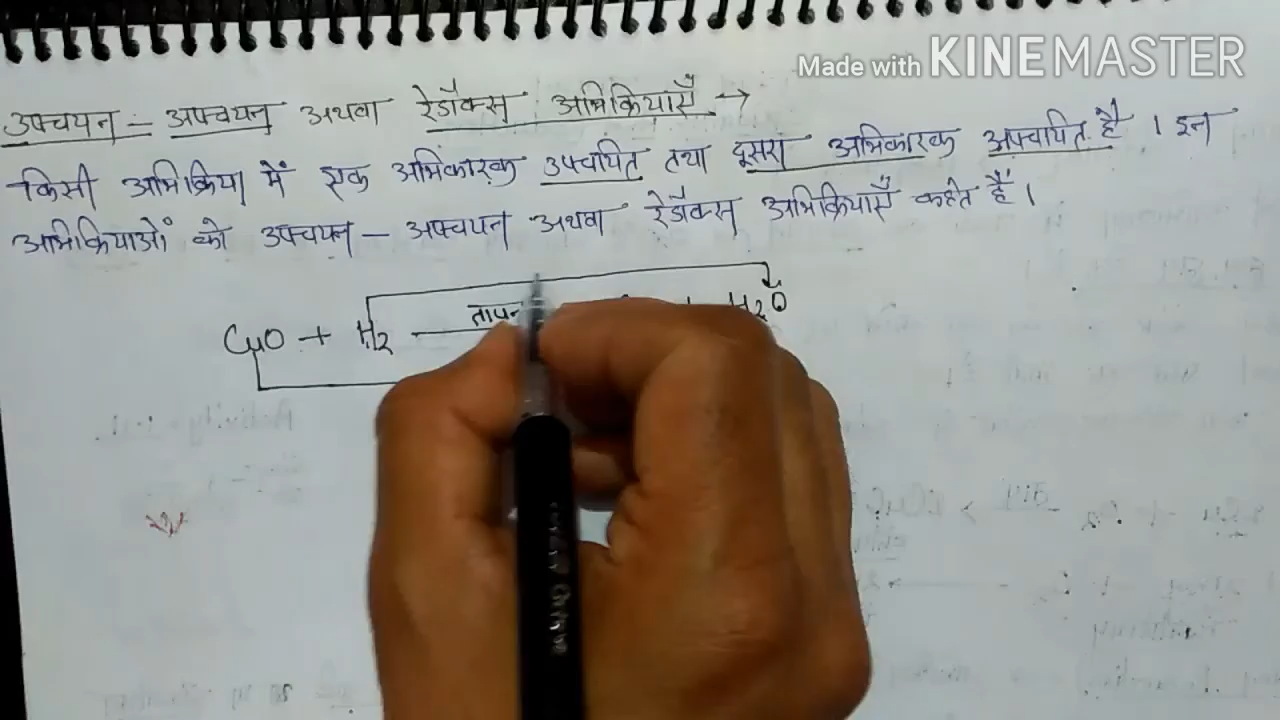 Made with KINEMASTER
उपचयन – अपचयन अथवा रेडॉक्स अभिक्रियाएँ →
किसी अभिक्रिया में एक अभिकारक उपचयित तथा दूसरा अभिकारक अपचयित है । इन
अभिक्रियाओं को उपचयन – अपचयन अथवा रेडॉक्स अभिक्रियाएँ कहते हैं ।
CuO + H2 तापन H2O